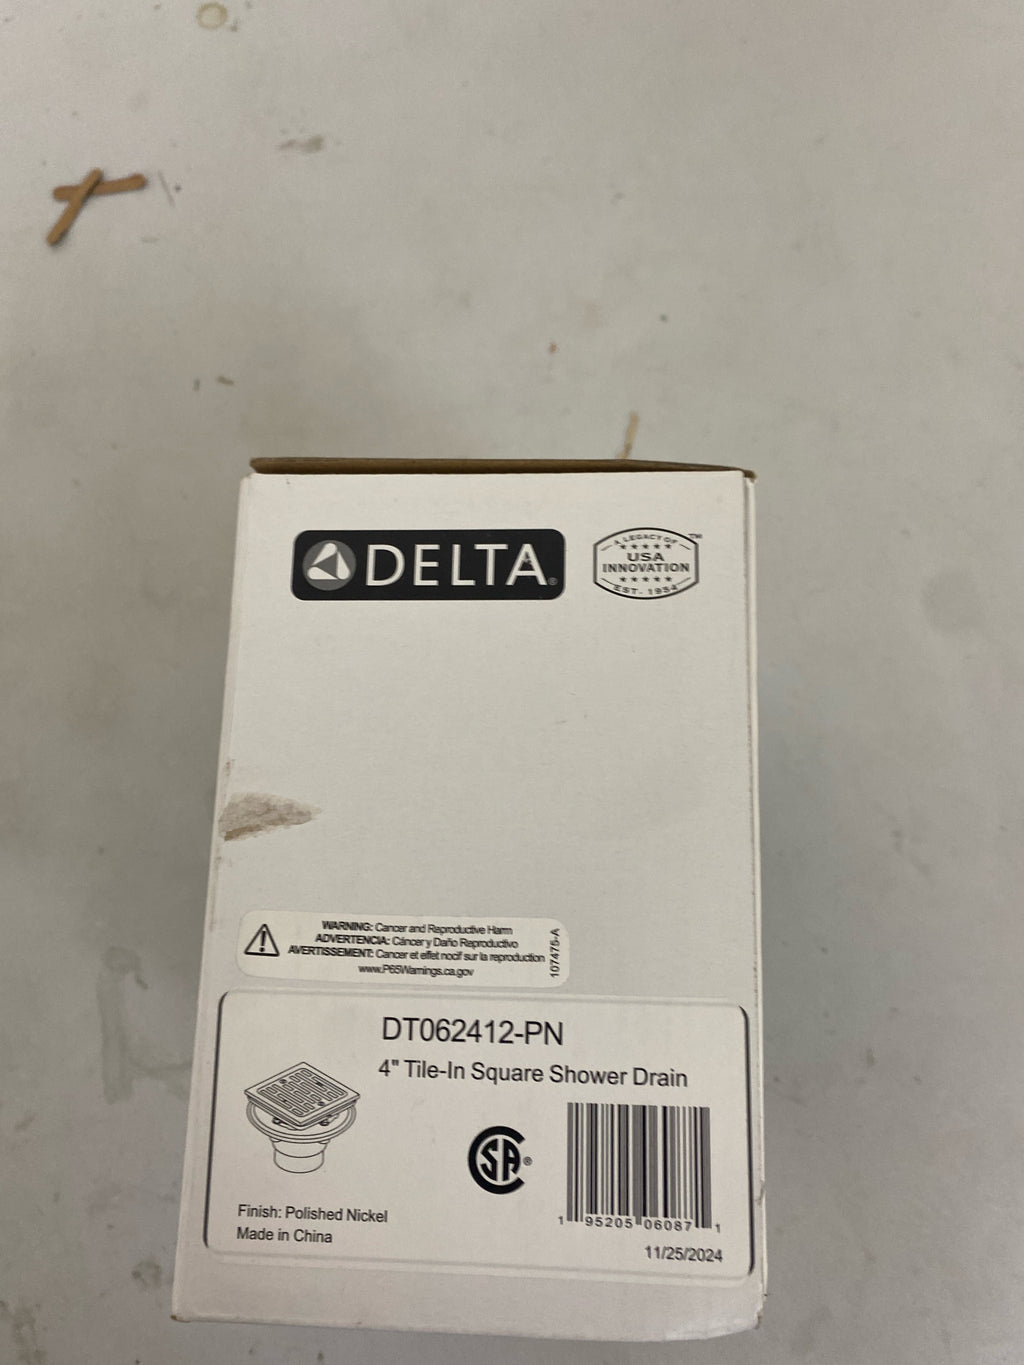 DELTA®
A LEGACY OF
USA
INNOVATION
EST. 1954
™
WARNING: Cancer and Reproductive Harm
ADVERTENCIA: Cáncer y Daño Reproductivo
AVERTISSEMENT: Cancer et effet nocif sur la reproduction
www.P65Warnings.ca.gov
107475-A
DT062412-PN
4" Tile-In Square Shower Drain
SA®
Finish: Polished Nickel
Made in China
1 95205 06087 1
11/25/2024